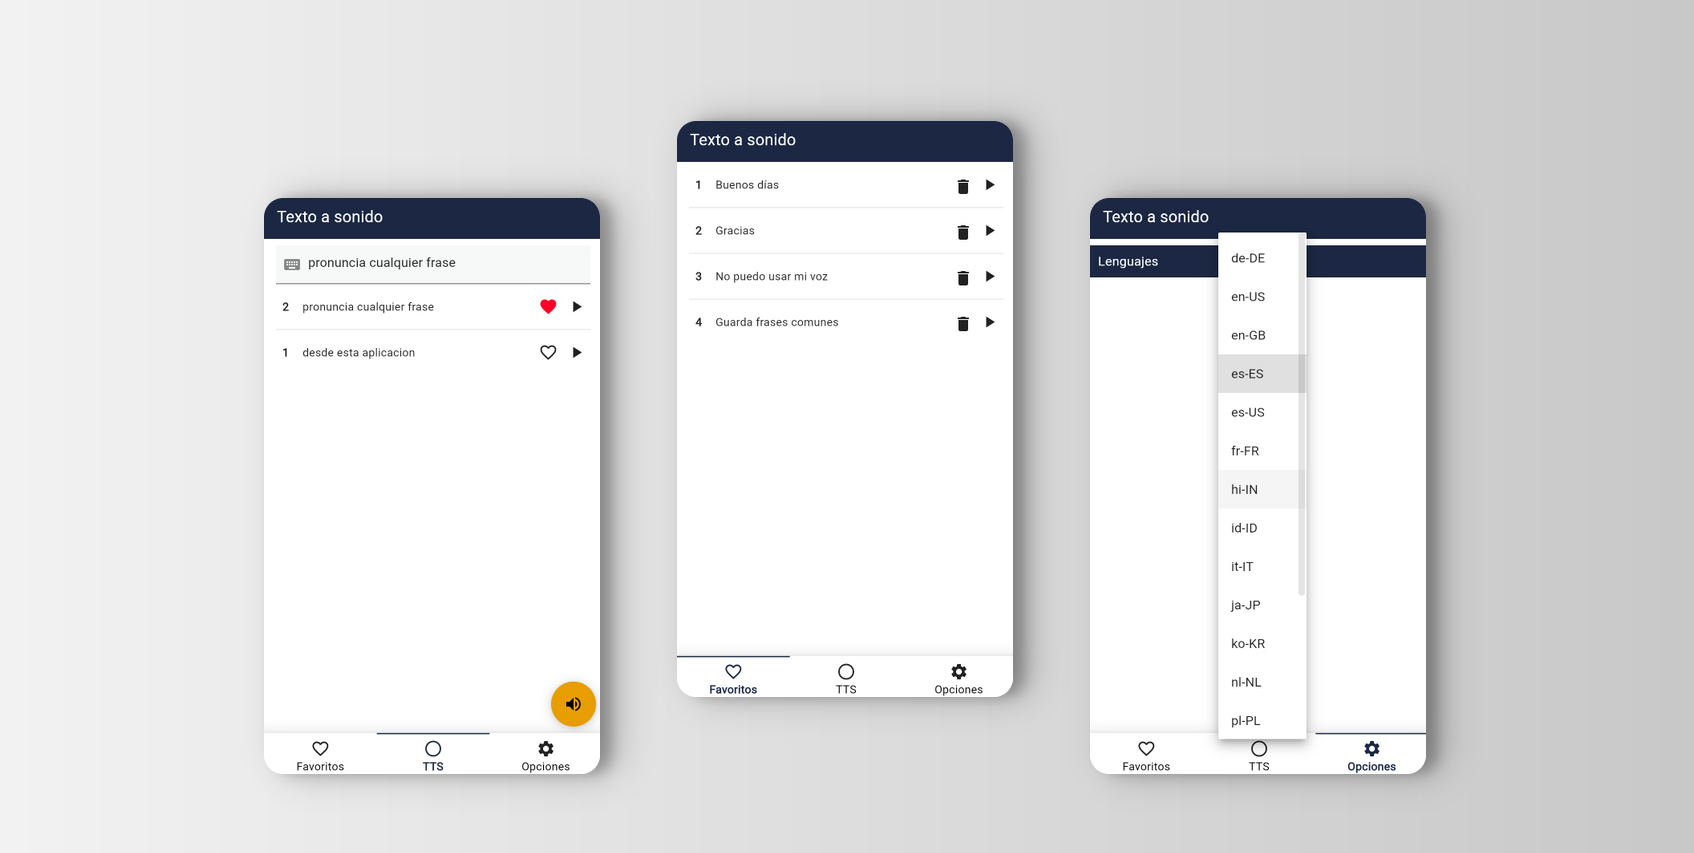 Texto a sonido
pronuncia cualquier frase
2 pronuncia cualquier frase
1 desde esta aplicacion
Favoritos TTS Opciones
Texto a sonido
1 Buenos días
2 Gracias
3 No puedo usar mi voz
4 Guarda frases comunes
Favoritos TTS Opciones
Texto a sonido
Lenguajes
de-DE
en-US
en-GB
es-ES
es-US
fr-FR
hi-IN
id-ID
it-IT
ja-JP
ko-KR
nl-NL
pl-PL
Favoritos TTS Opciones